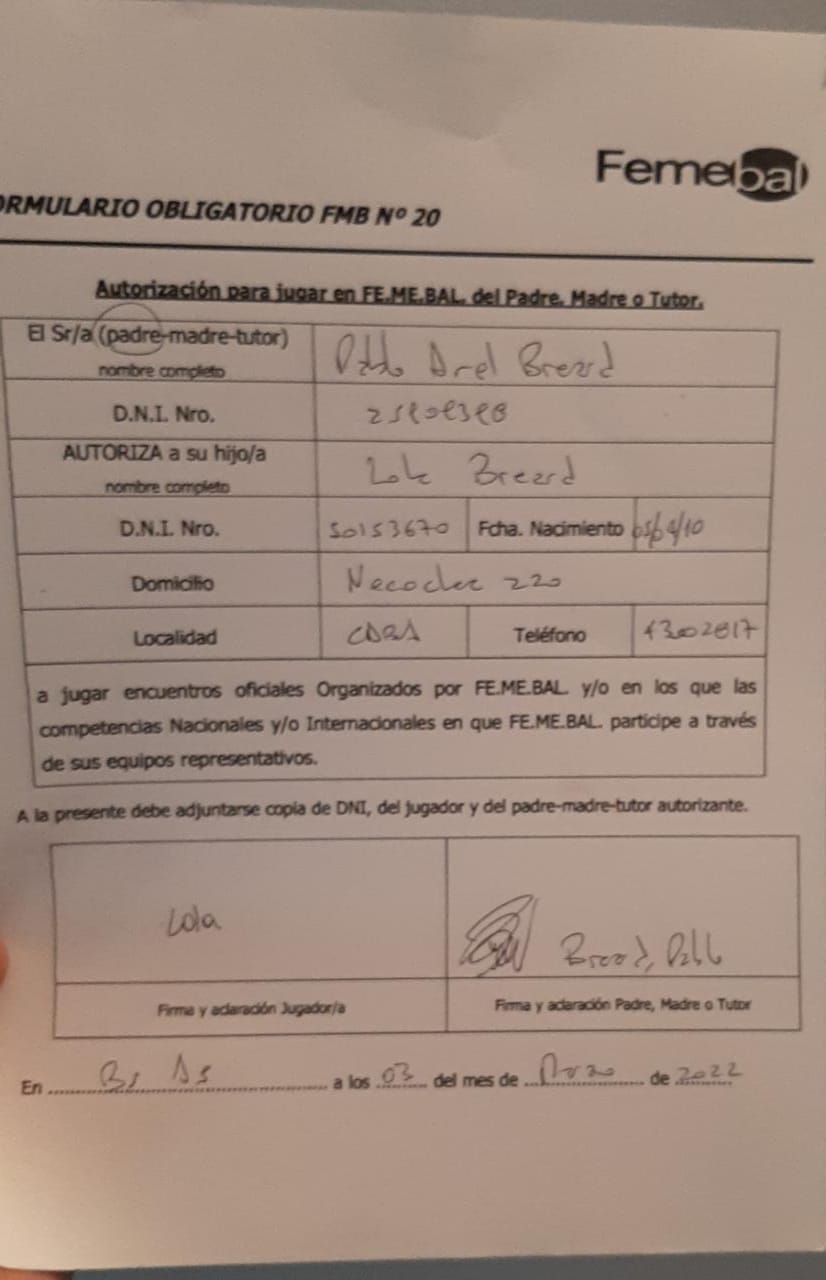 Femebal
ORMULARIO OBLIGATORIO FMB Nº 20
Autorización para jugar en FE.ME.BAL. del Padre, Madre o Tutor.
El Sr/a (padre-madre-tutor)
nombre completo
Pablo Breard
D.N.I. Nro.
AUTORIZA a su hijo/a
nombre completo
Lola Breard
D.N.I. Nro. 50153670 Fcha. Nacimiento
Domicilio 220
Localidad CABA Teléfono
a jugar encuentros oficiales Organizados por FE.ME.BAL. y/o en los que las
competencias Nacionales y/o Internacionales en que FE.ME.BAL. participe a través
de sus equipos representativos.
A la presente debe adjuntarse copia de DNI, del jugador y del padre-madre-tutor autorizante.
Lola
Breard, Pablo
Firma y aclaración Jugador/a
Firma y aclaración Padre, Madre o Tutor
En Bs As a los 03 del mes de Marzo de 2022